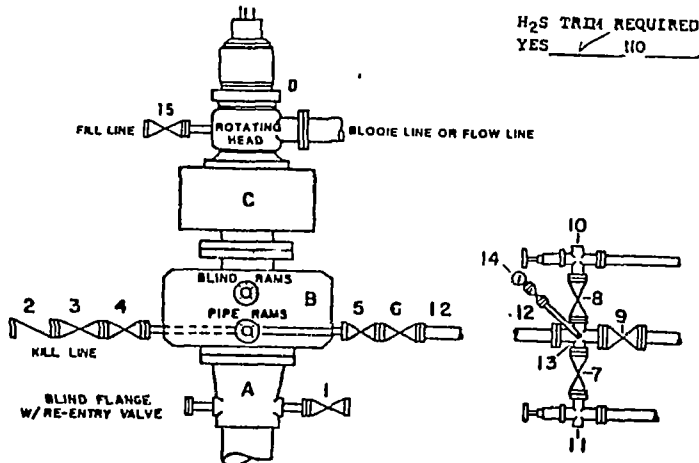 H₂S TRIM REQUIRED
YES ✓ NO
D
15
FILL LINE
ROTATING HEAD
BLOOIE LINE OR FLOW LINE
C
BLIND RAMS
B
PIPE RAMS
2
3
4
5
6
12
KILL LINE
A
1
BLIND FLANGE
W/RE-ENTRY VALVE
10
14
8
12
9
13
7
11